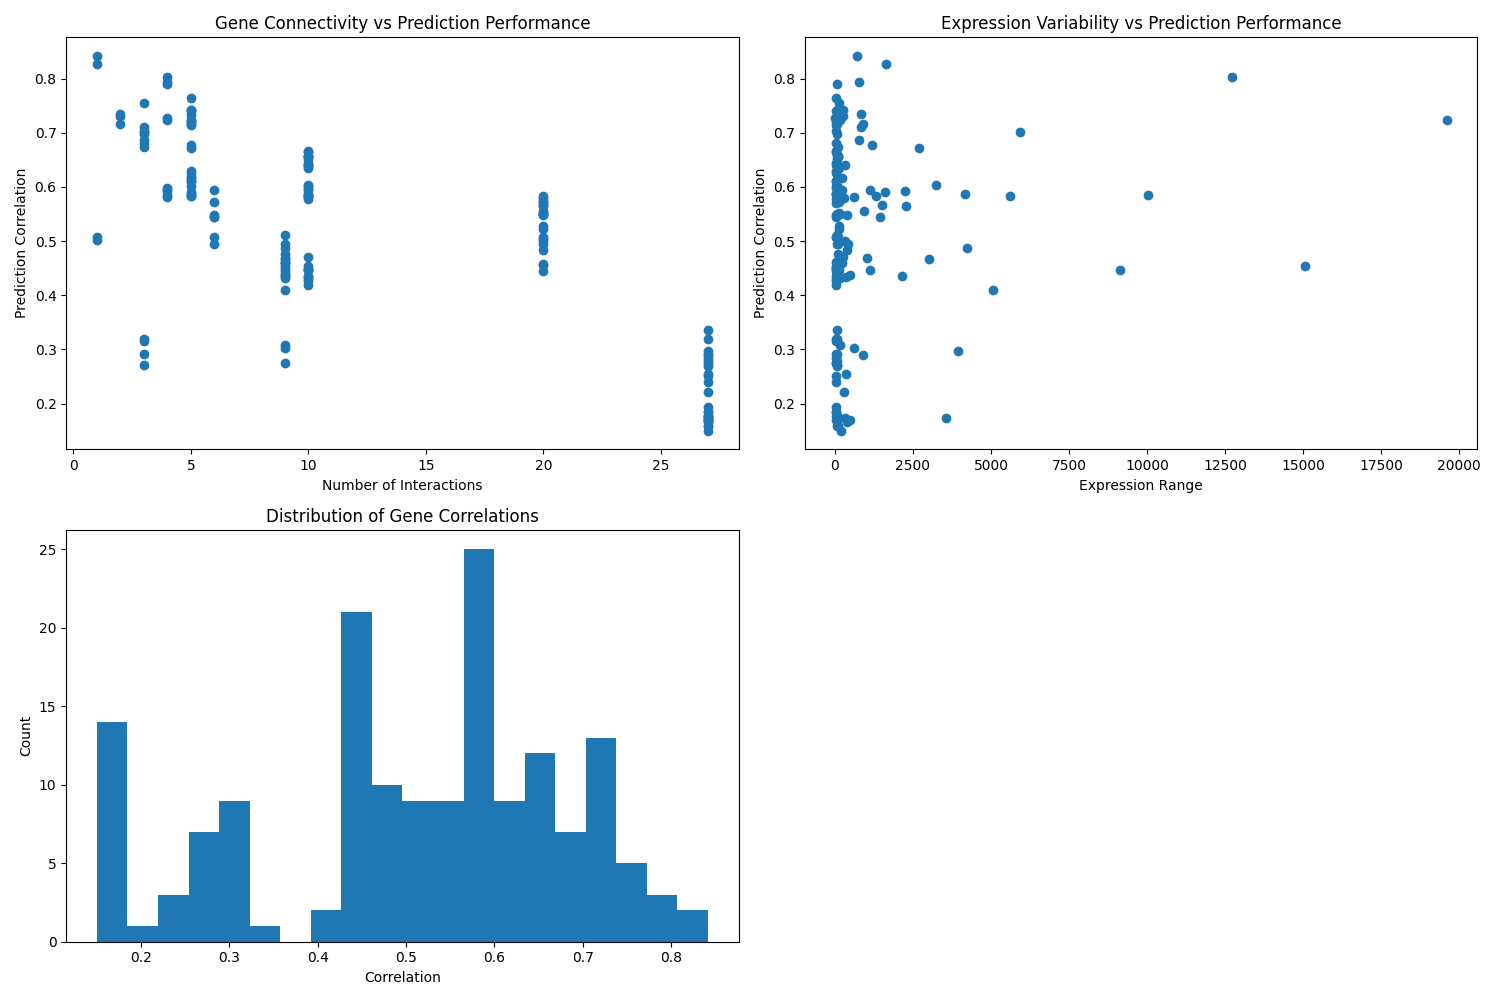 Gene Connectivity vs Prediction Performance
Prediction Correlation
0.8
0.7
0.6
0.5
0.4
0.3
0.2
0 5 10 15 20 25
Number of Interactions
Expression Variability vs Prediction Performance
Prediction Correlation
0.8
0.7
0.6
0.5
0.4
0.3
0.2
0 2500 5000 7500 10000 12500 15000 17500 20000
Expression Range
Distribution of Gene Correlations
Count
25
20
15
10
5
0
0.2 0.3 0.4 0.5 0.6 0.7 0.8
Correlation